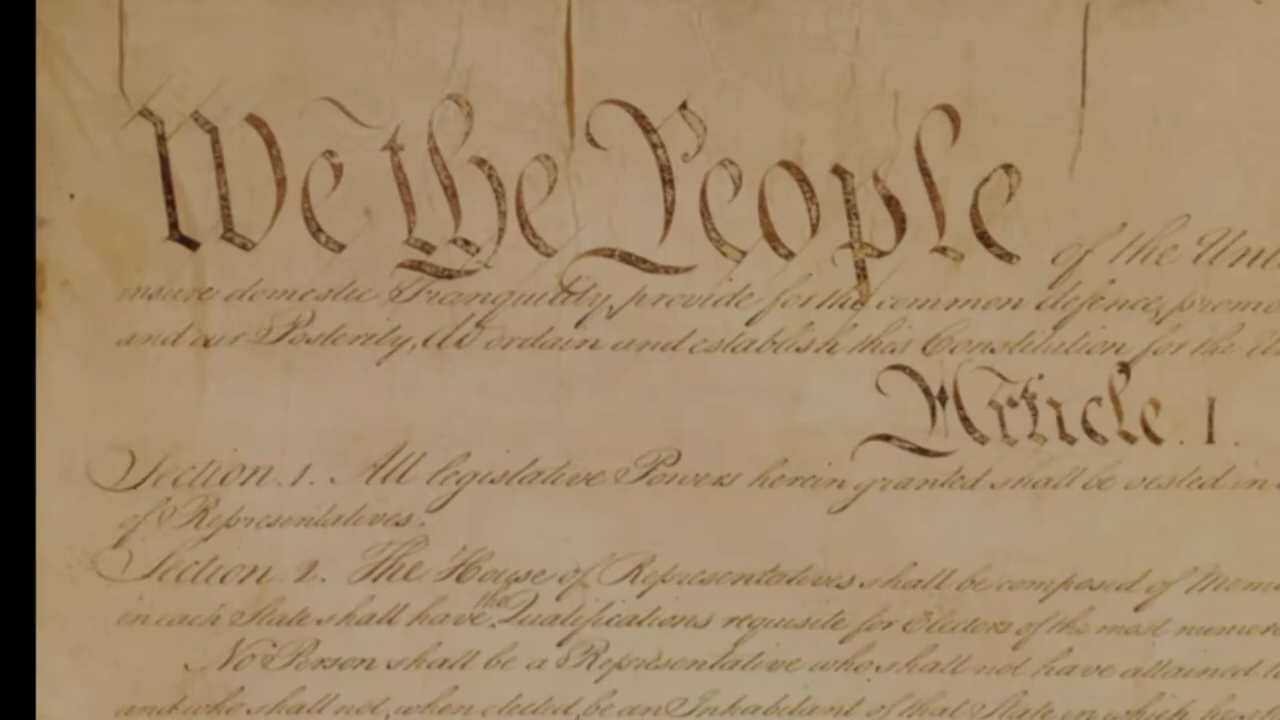 We the People of the Uni
insure domestic Tranquility, provide for the common defence, promo
and our Posterity, do ordain and establish this Constitution for the U
Article. I.
Section. 1. All legislative Powers herein granted shall be vested in
of Representatives.
Section. 2. The House of Representatives shall be composed of Mem
in each State shall have the Qualifications requisite for Electors of the most numer
No Person shall be a Representative who shall not have attained t
and who shall not, when elected, be an Inhabitant of that State in which he sh